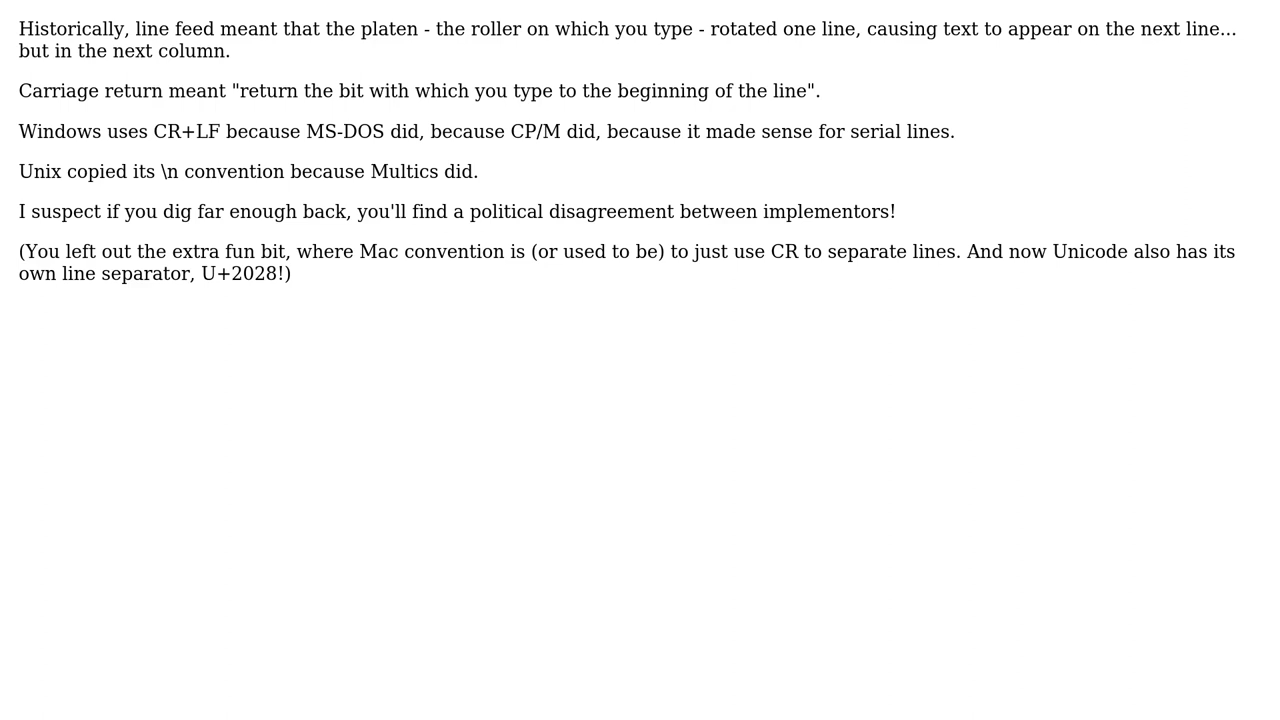 Historically, line feed meant that the platen - the roller on which you type - rotated one line, causing text to appear on the next line...
but in the next column.
Carriage return meant "return the bit with which you type to the beginning of the line".
Windows uses CR+LF because MS-DOS did, because CP/M did, because it made sense for serial lines.
Unix copied its \n convention because Multics did.
I suspect if you dig far enough back, you'll find a political disagreement between implementors!
(You left out the extra fun bit, where Mac convention is (or used to be) to just use CR to separate lines. And now Unicode also has its
own line separator, U+2028!)